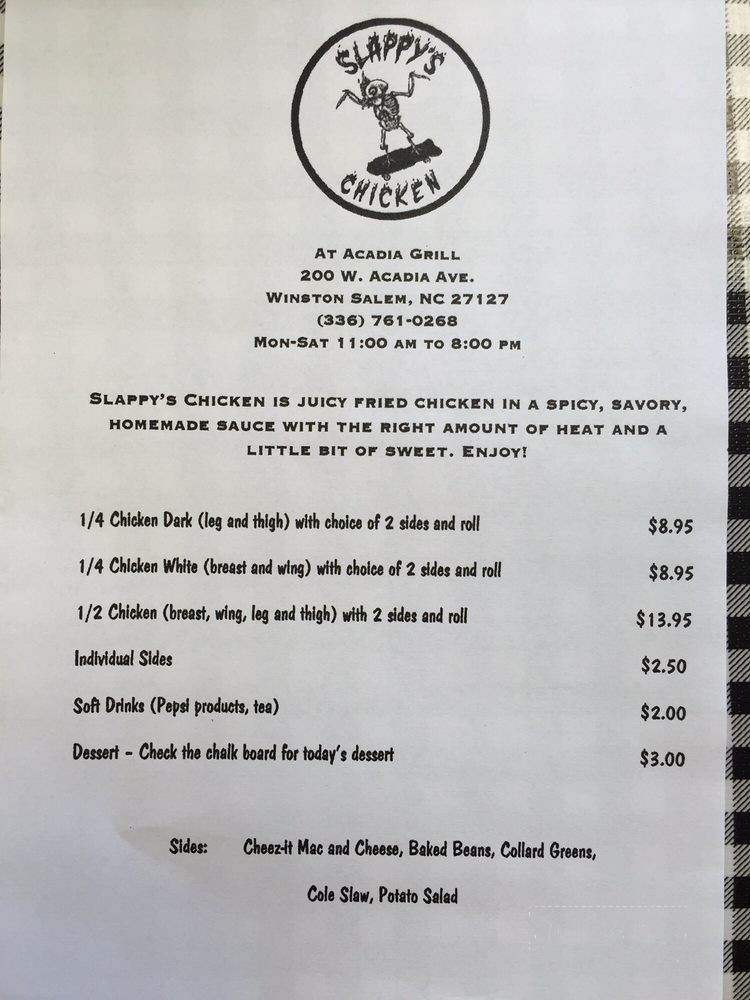 SLAPPY'S
CHICKEN
AT ACADIA GRILL
200 W. ACADIA AVE.
WINSTON SALEM, NC 27127
(336) 761-0268
MON-SAT 11:00 AM TO 8:00 PM
SLAPPY'S CHICKEN IS JUICY FRIED CHICKEN IN A SPICY, SAVORY,
HOMEMADE SAUCE WITH THE RIGHT AMOUNT OF HEAT AND A
LITTLE BIT OF SWEET. ENJOY!
1/4 Chicken Dark (leg and thigh) with choice of 2 sides and roll $8.95
1/4 Chicken White (breast and wing) with choice of 2 sides and roll $8.95
1/2 Chicken (breast, wing, leg and thigh) with 2 sides and roll $13.95
Individual Sides $2.50
Soft Drinks (Pepsi products, tea) $2.00
Dessert - Check the chalk board for today's dessert $3.00
Sides: Cheez-It Mac and Cheese, Baked Beans, Collard Greens,
Cole Slaw, Potato Salad